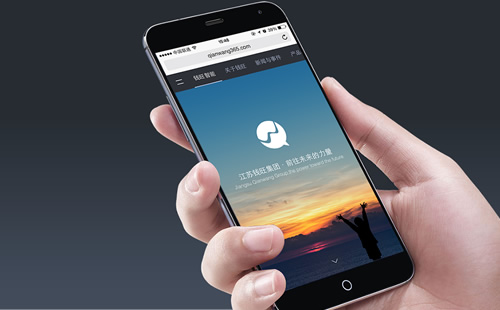 中国联通
15:48
39%
qianwang365.com
钱旺智能 关于钱旺 新闻与事件 产品
江苏钱旺集团·前往未来的力量
Jiangsu Qianwang Group the power toward the future